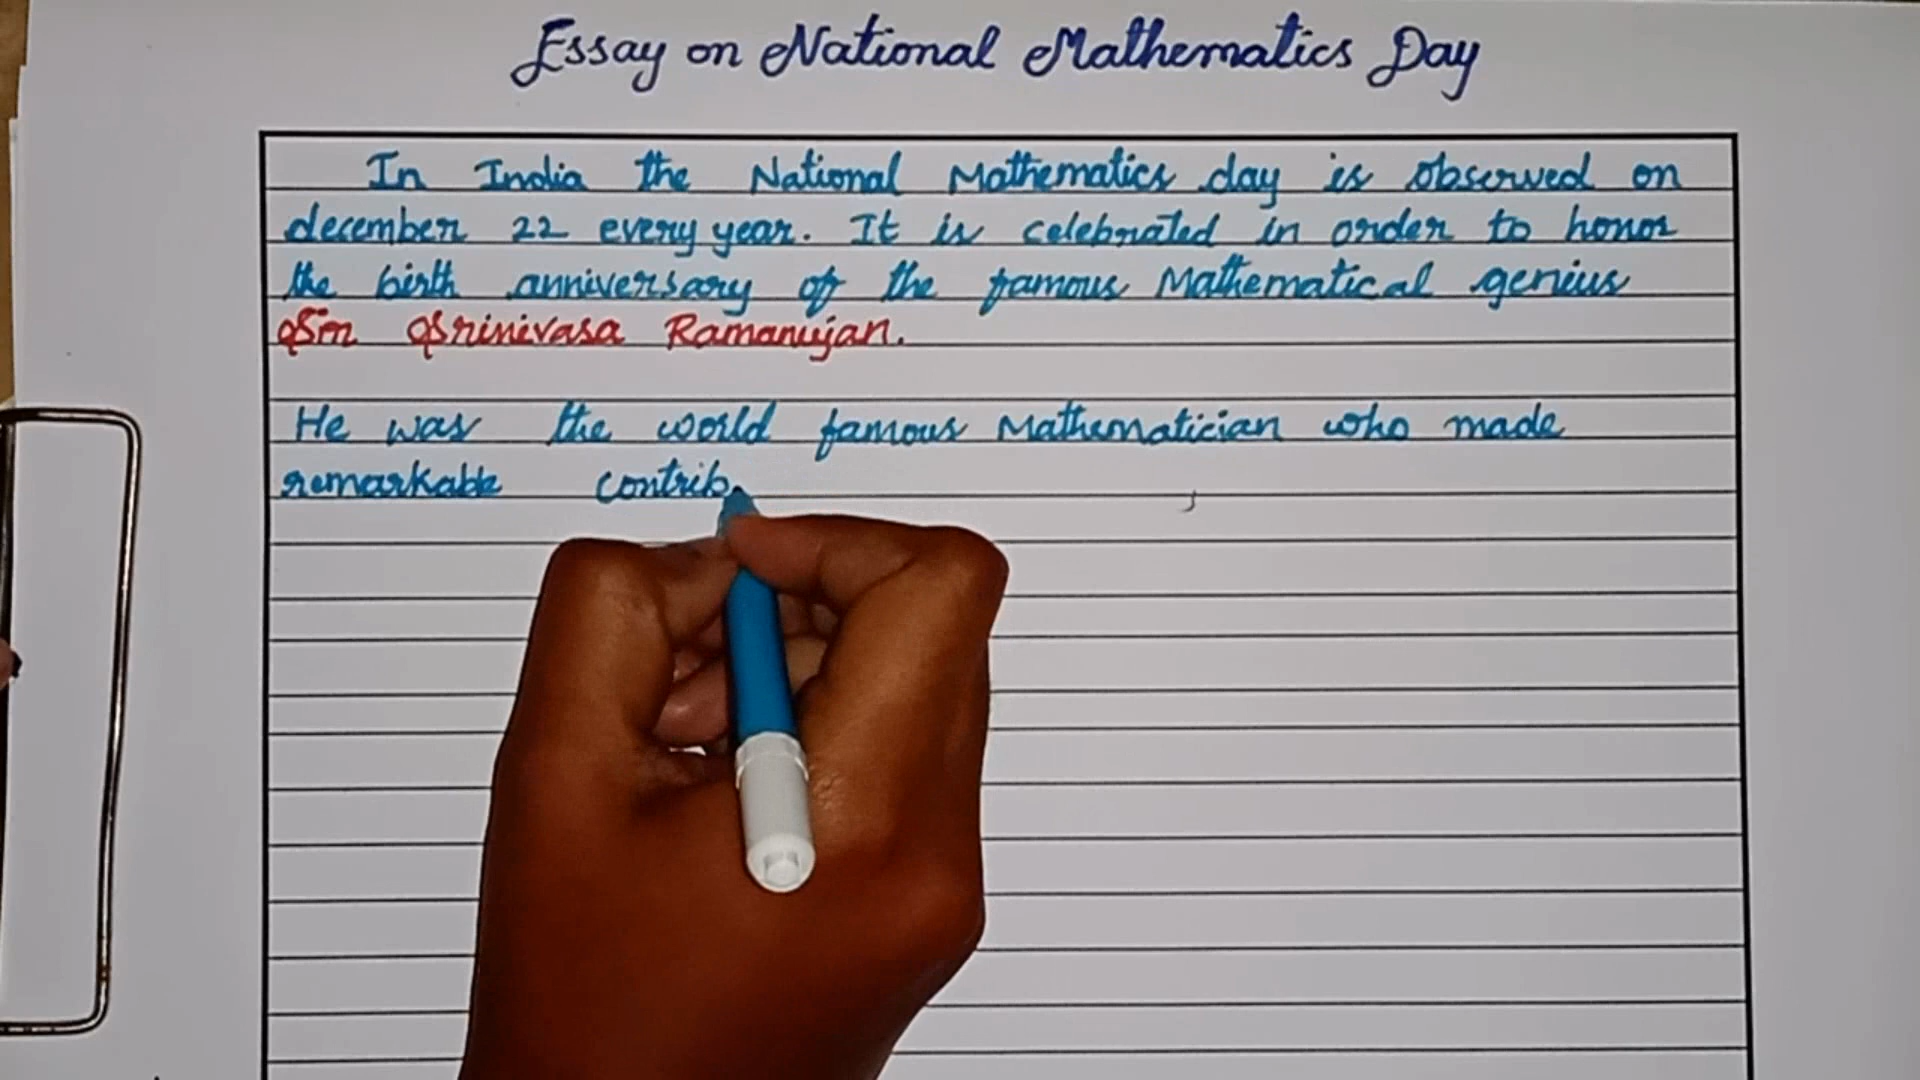 Essay on National Mathematics Day
In India the National Mathematics day is observed on
december 22 every year. It is celebrated in order to honor
the birth anniversary of the famous Mathematical genius
Srinivasa Ramanujan.
He was the world famous Mathematician who made
remarkable contrib